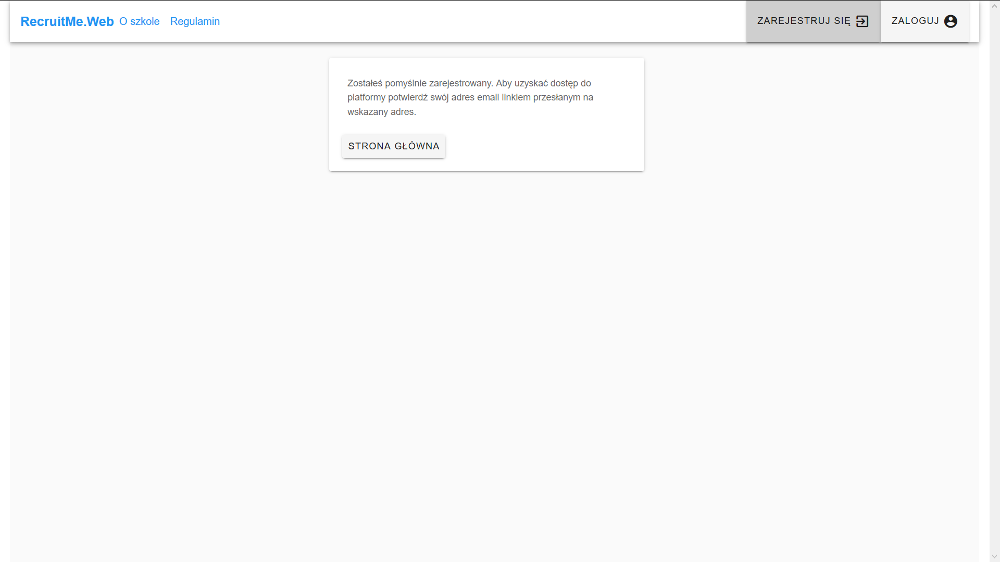 RecruitMe.Web O szkole Regulamin ZAREJESTRUJ SIĘ ZALOGUJ
Zostałeś pomyślnie zarejestrowany. Aby uzyskać dostęp do
platformy potwierdź swój adres email linkiem przesłanym na
wskazany adres.
STRONA GŁÓWNA